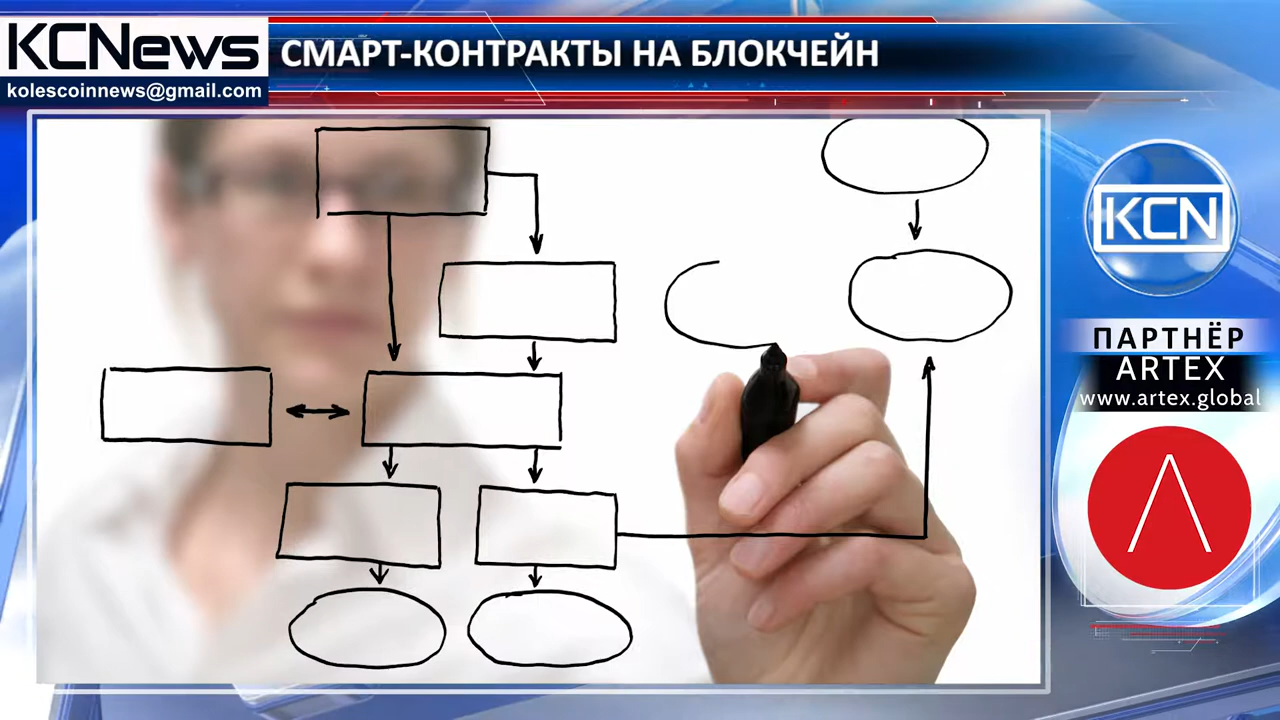 KCNews
kolescoinnews@gmail.com
СМАРТ-КОНТРАКТЫ НА БЛОКЧЕЙН
KCN
ПАРТНЁР
ARTEX
www.artex.global